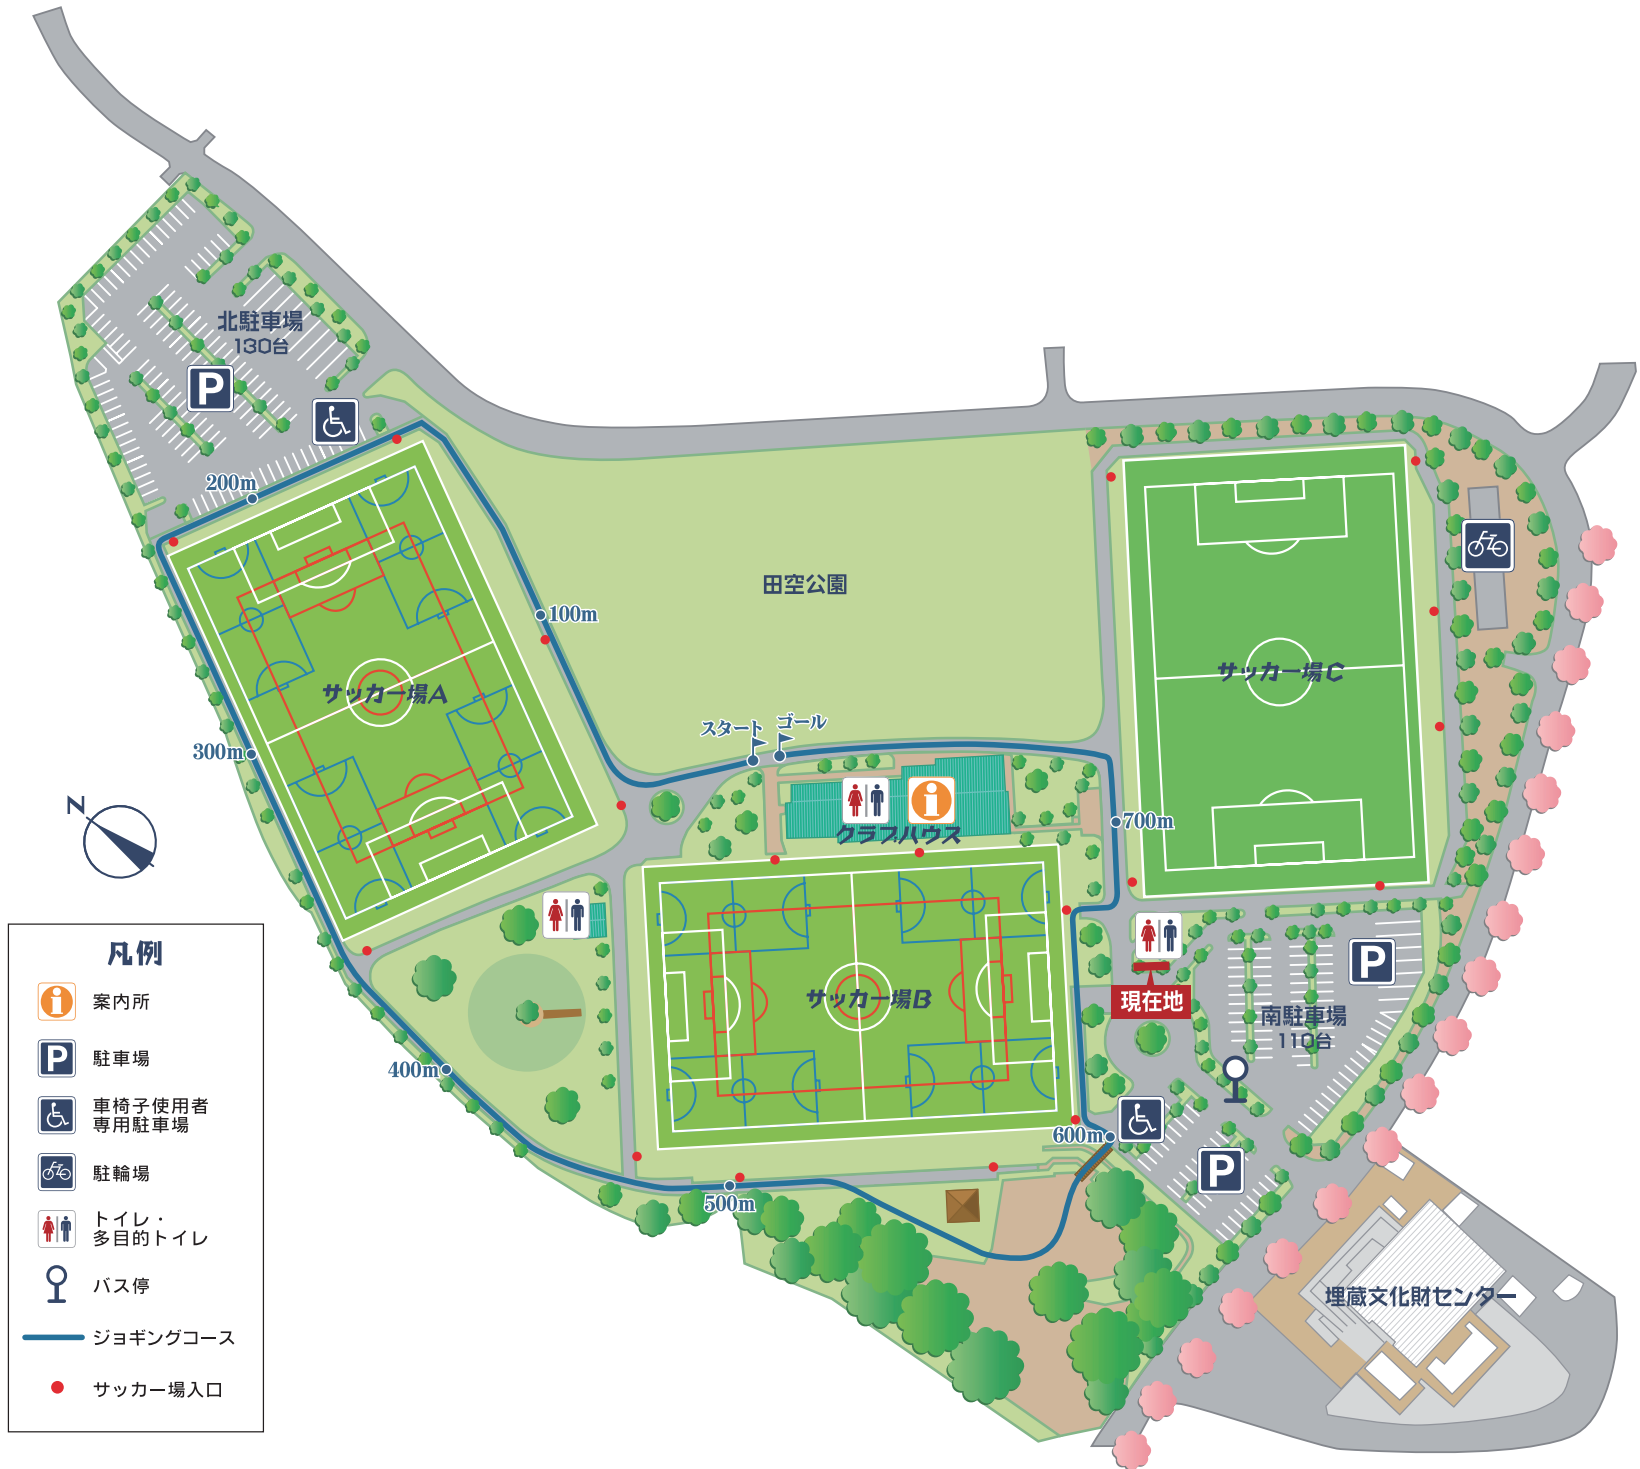 北駐車場
130台
P
200m
100m
田空公園
サッカー場A
サッカー場C
スタート
ゴール
300m
N
700m
クラブハウス
サッカー場B
現在地
P
南駐車場
110台
400m
600m
P
500m
埋蔵文化財センター
凡例
案内所
P
駐車場
車椅子使用者
専用駐車場
駐輪場
トイレ・
多目的トイレ
バス停
ジョギングコース
サッカー場入口